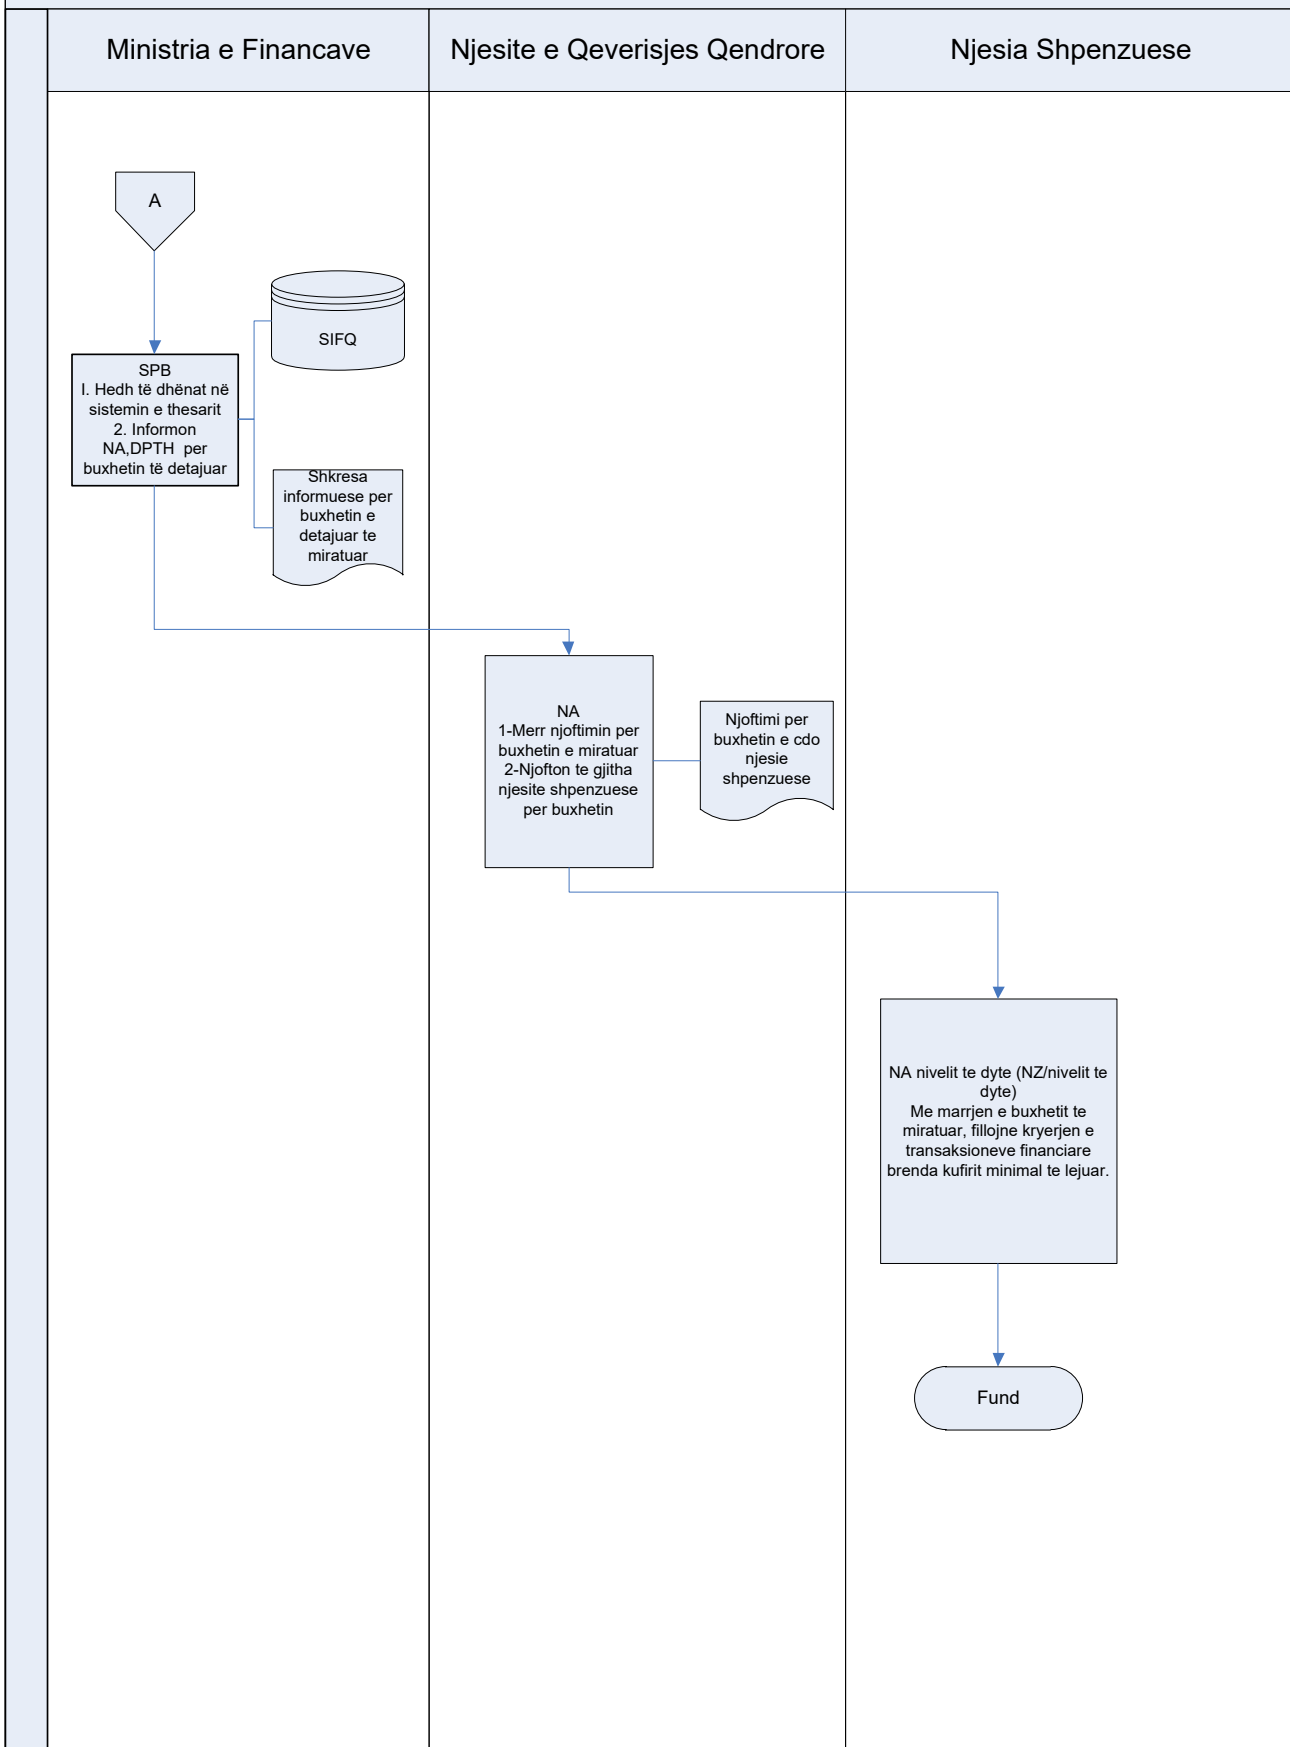 Ministria e Financave
Njesite e Qeverisjes Qendrore
Njesia Shpenzuese
A
SIFQ
SPB
I. Hedh të dhënat në
sistemin e thesarit
2. Informon
NA,DPTH per
buxhetin të detajuar
Shkresa
informuese per
buxhetin e
detajuar te
miratuar
NA
1-Merr njoftimin per
buxhetin e miratuar
2-Njofton te gjitha
njesite shpenzuese
per buxhetin
Njoftimi per
buxhetin e cdo
njesie
shpenzuese
NA nivelit te dyte (NZ/nivelit te
dyte)
Me marrjen e buxhetit te
miratuar, fillojne kryerjen e
transaksioneve financiare
brenda kufirit minimal te lejuar.
Fund